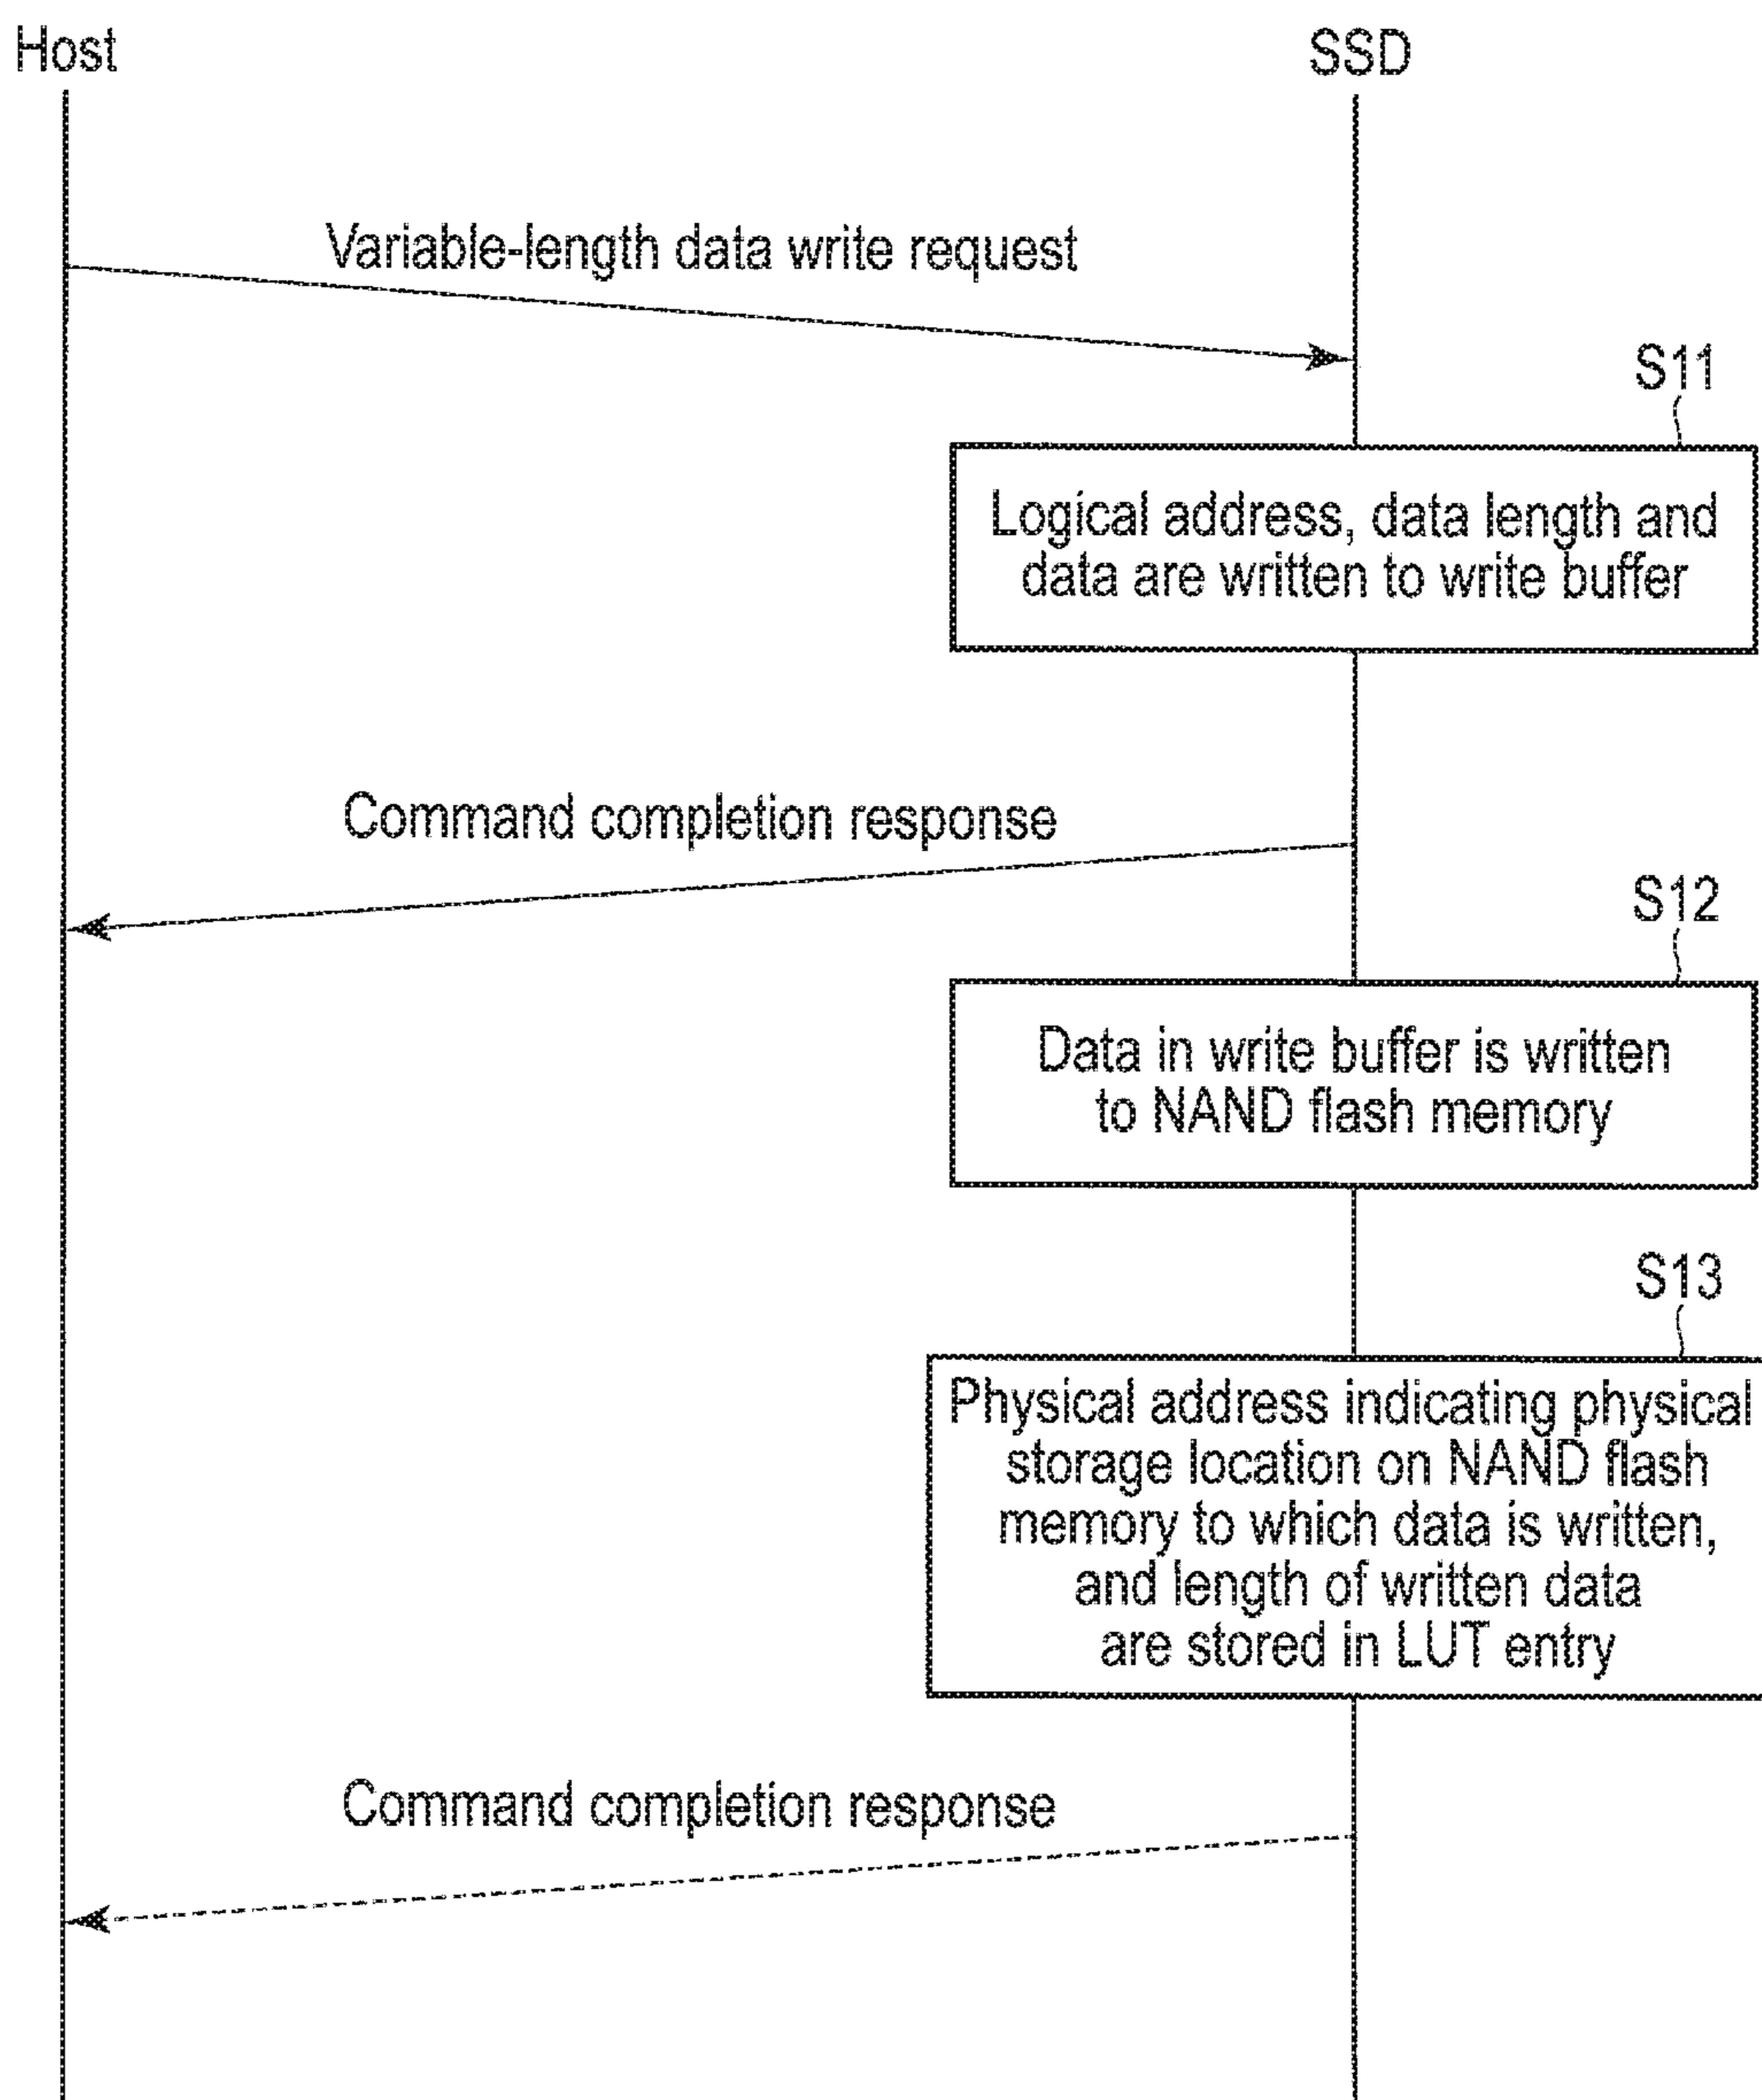 Host
SSD
Variable-length data write request
S11
Logical address, data length and
data are written to write buffer
Command completion response
S12
Data in write buffer is written
to NAND flash memory
S13
Physical address indicating physical
storage location on NAND flash
memory to which data is written,
and length of written data
are stored in LUT entry
Command completion response